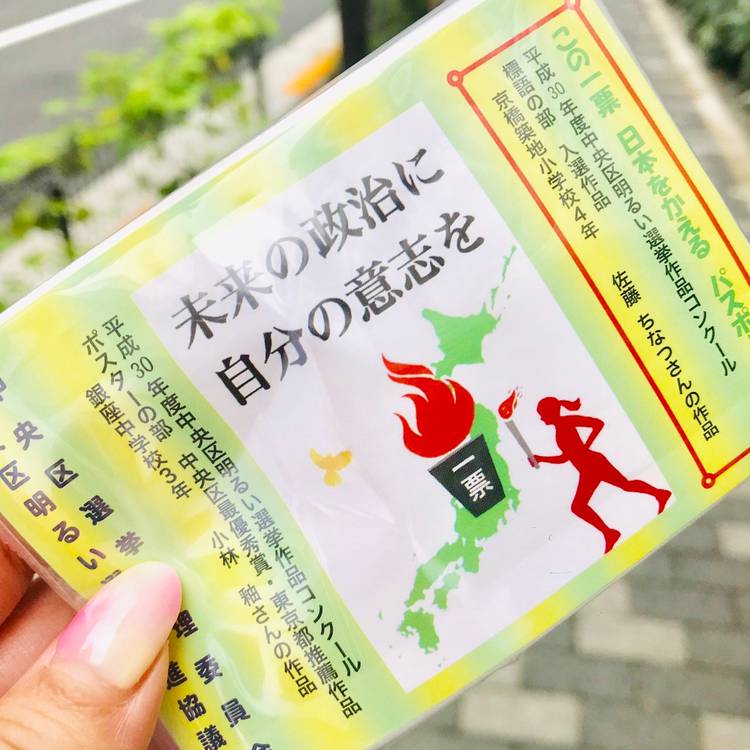 この一票 日本をかえる パスポ
平成30年度中央区明るい選挙作品コンクール
標語の部 入選作品
京橋築地小学校4年
佐藤 ちなつさんの作品
未来の政治に
自分の意志を
一票
平成30年度中央区明るい選挙作品コンクール
ポスターの部 中央区最優秀賞・東京都推薦作品
銀座中学校3年 小林 釉さんの作品
央区選挙 理委員会
区明るい選 進協議